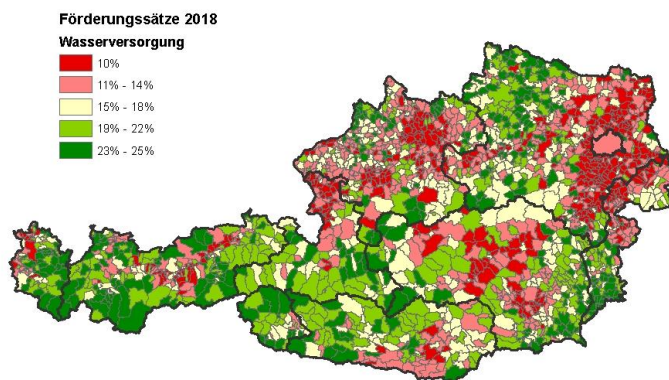 Förderungssätze 2018
Wasserversorgung
10%
11% - 14%
15% - 18%
19% - 22%
23% - 25%